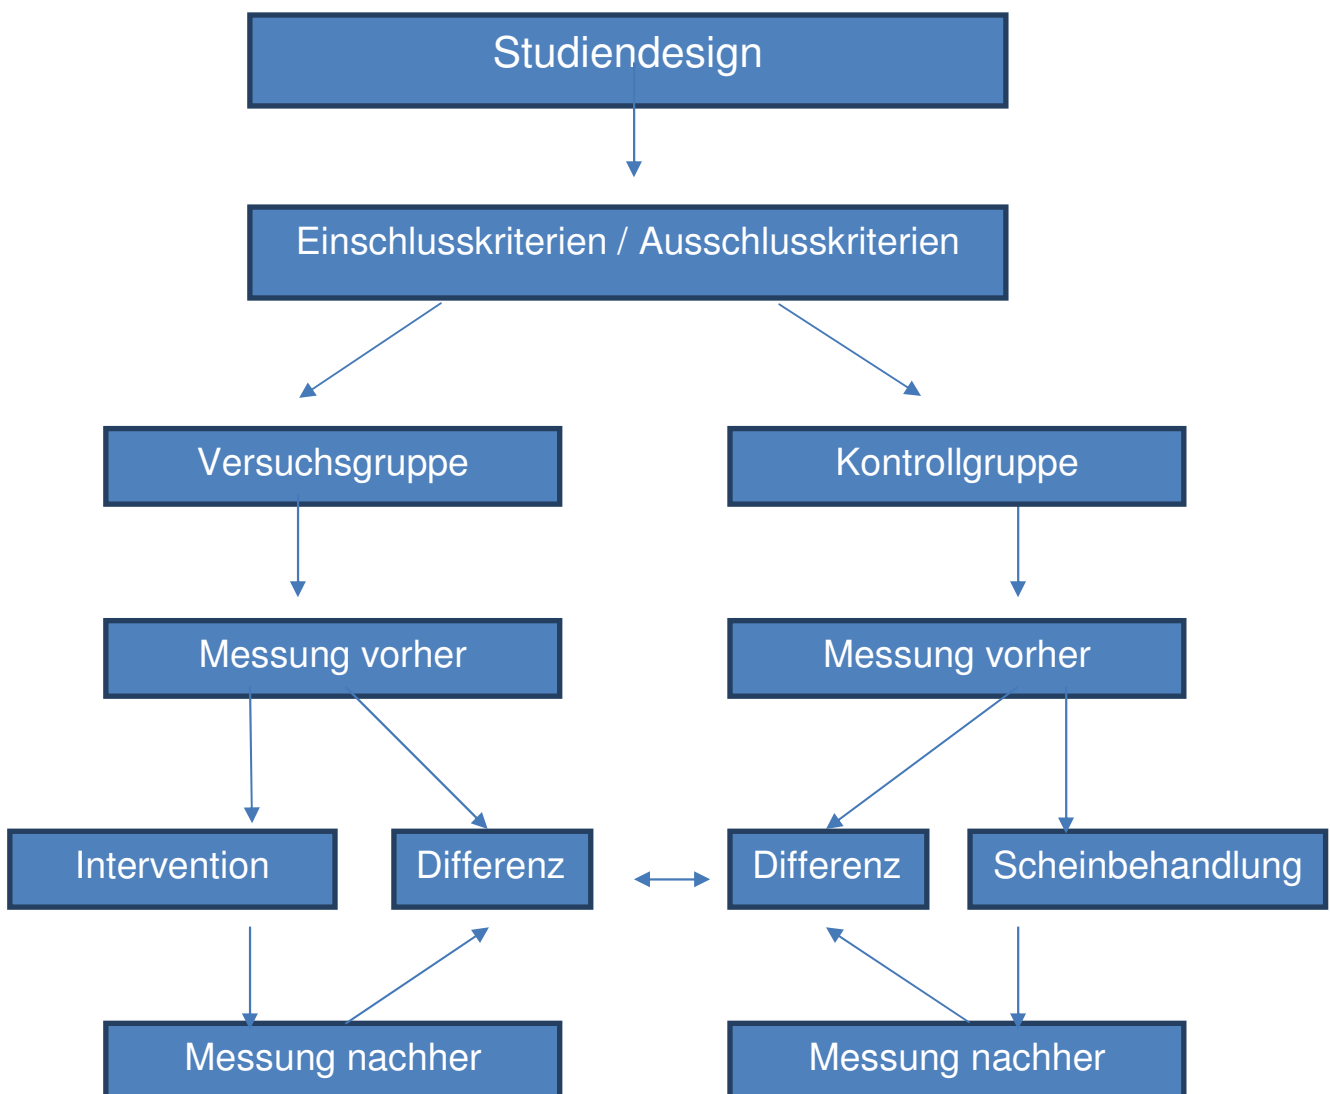 Studiendesign
Einschlusskriterien / Ausschlusskriterien
Versuchsgruppe
Kontrollgruppe
Messung vorher
Messung vorher
Intervention
Differenz
Differenz
Scheinbehandlung
Messung nachher
Messung nachher